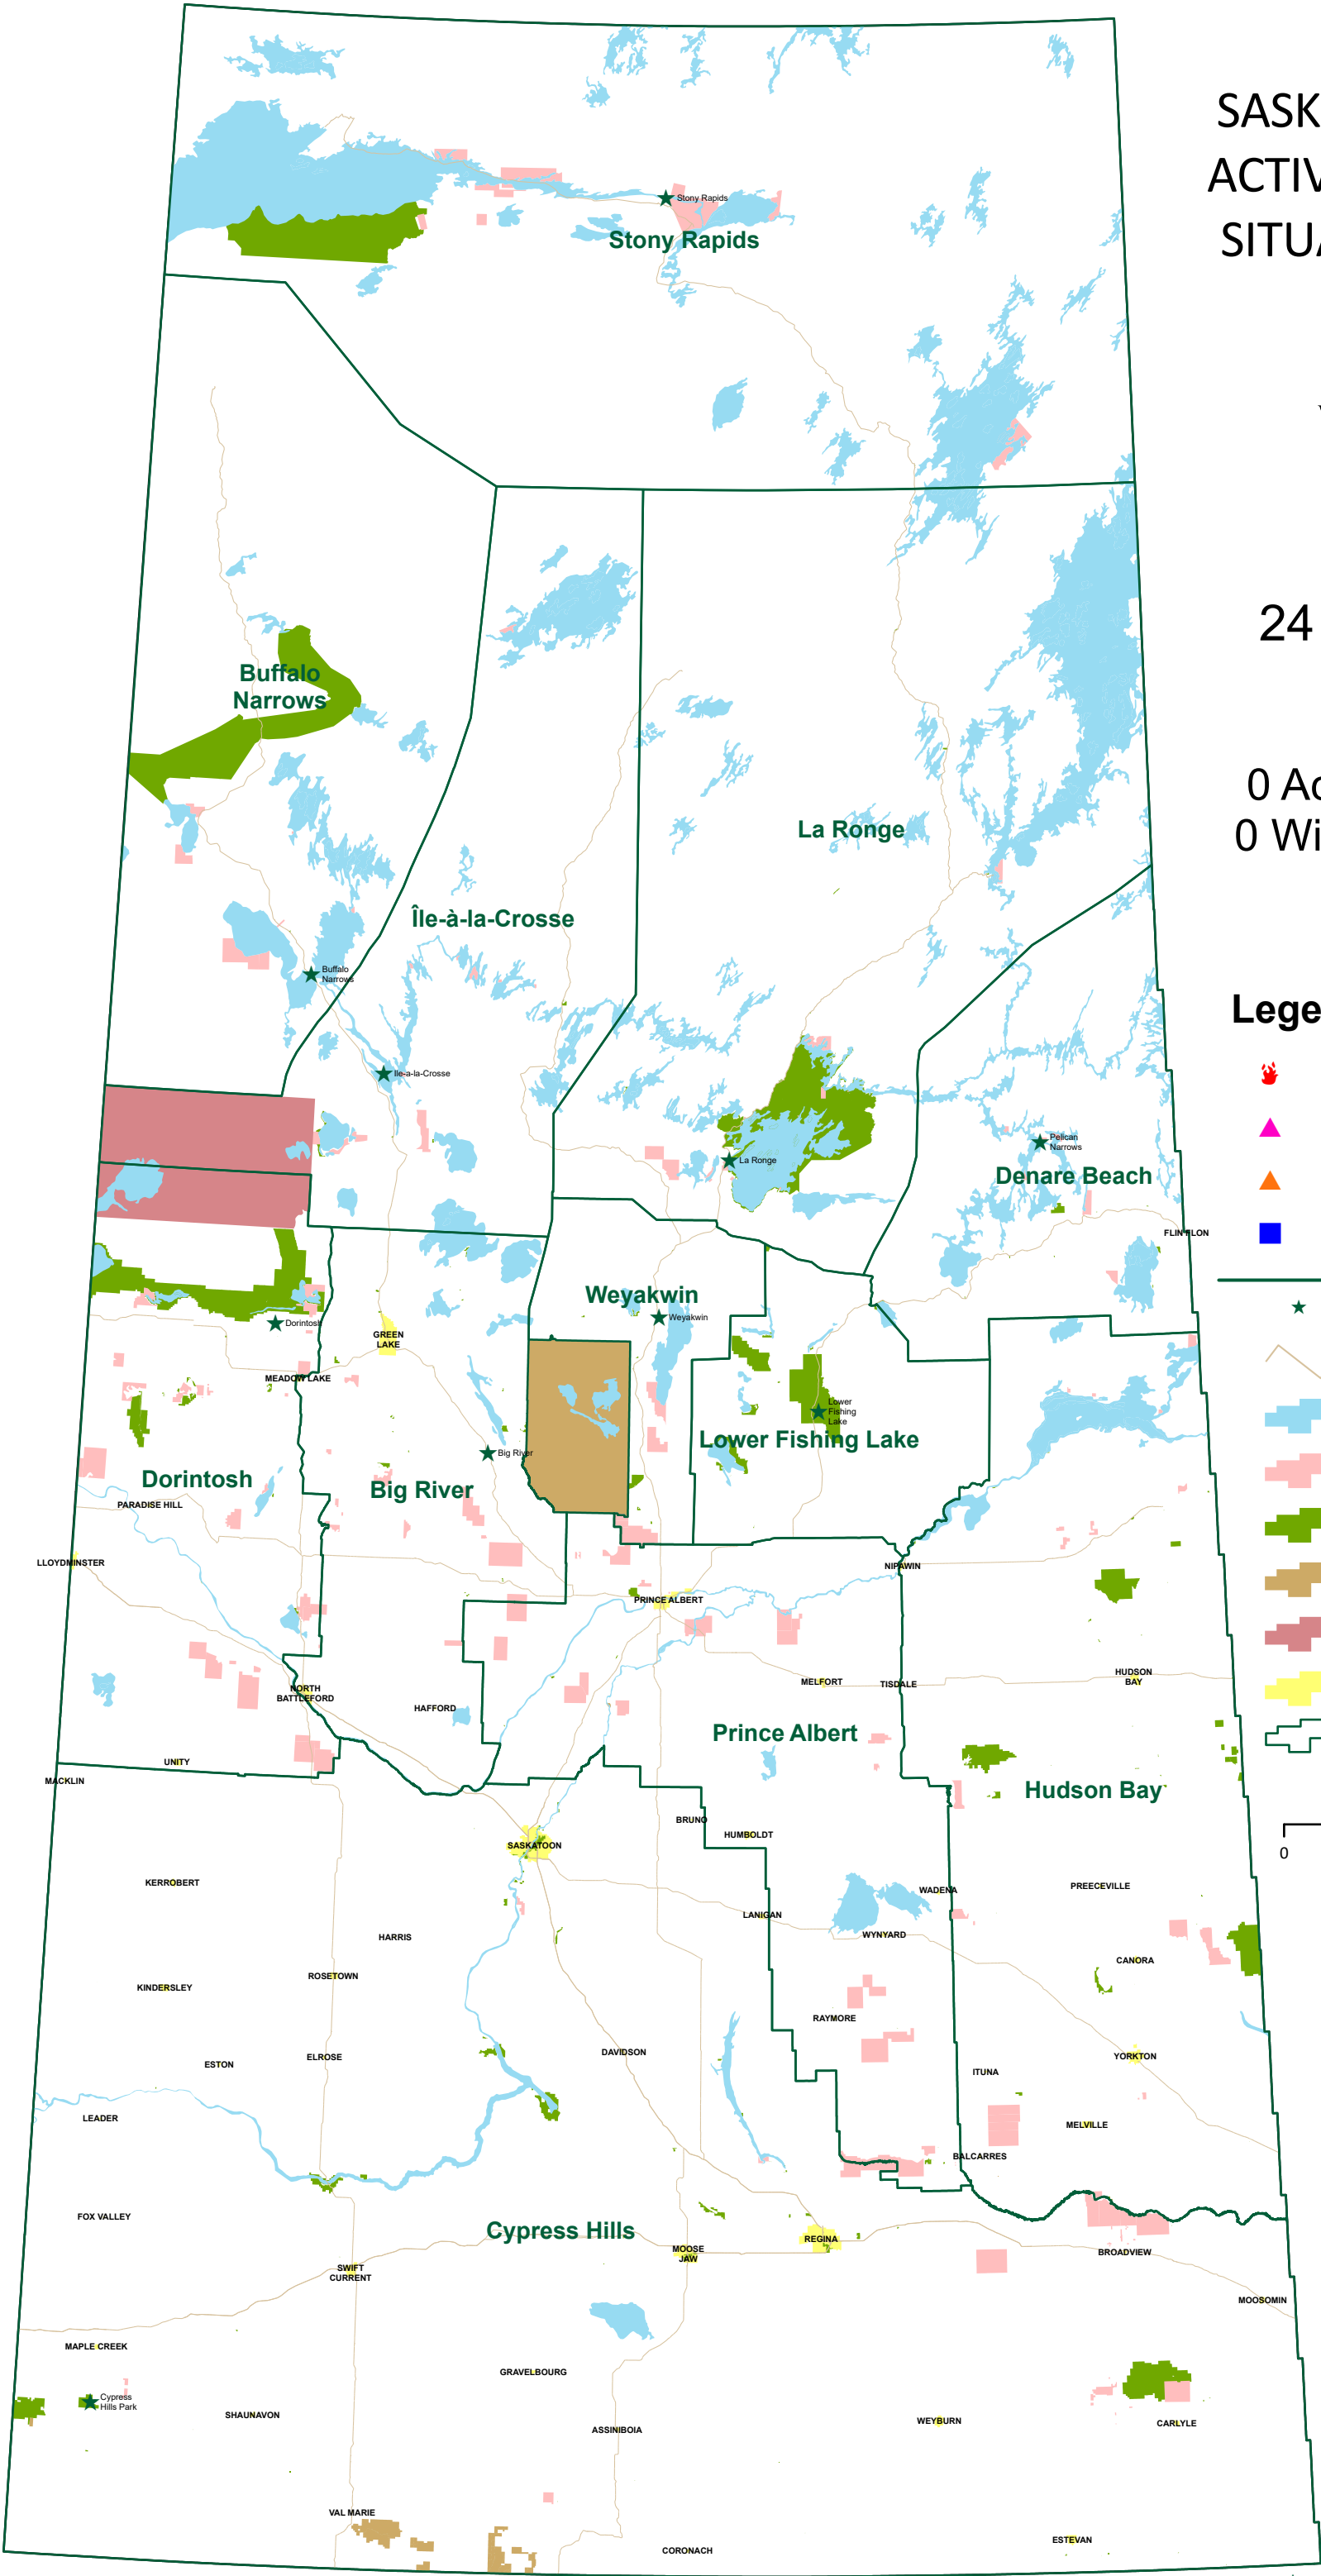 SASK
ACTIV
SITUA
Stony Rapids
Stony Rapids
24
Buffalo
Narrows
0 Ac
0 Wi
La Ronge
Île-à-la-Crosse
Buffalo
Narrows
Lege
Ile-a-la-Crosse
Pelican
Narrows
La Ronge
Denare Beach
FLIN FLON
Weyakwin
Weyakwin
Dorintosh
GREEN
LAKE
MEADOW LAKE
Lower
Fishing
Lake
Lower Fishing Lake
Big River
Dorintosh
Big River
PARADISE HILL
LLOYDMINSTER
NIPAWIN
PRINCE ALBERT
HUDSON
BAY
MELFORT
TISDALE
NORTH
BATTLEFORD
HAFFORD
Prince Albert
UNITY
MACKLIN
Hudson Bay
BRUNO
HUMBOLDT
SASKATOON
0
KERROBERT
PREECEVILLE
WADENA
LANIGAN
WYNYARD
HARRIS
CANORA
ROSETOWN
KINDERSLEY
RAYMORE
DAVIDSON
YORKTON
ELROSE
ESTON
ITUNA
LEADER
MELVILLE
BALCARRES
FOX VALLEY
Cypress Hills
REGINA
MOOSE
JAW
BROADVIEW
SWIFT
CURRENT
MOOSOMIN
MAPLE CREEK
GRAVELBOURG
Cypress
Hills Park
SHAUNAVON
WEYBURN
CARLYLE
ASSINIBOIA
VAL MARIE
ESTEVAN
CORONACH